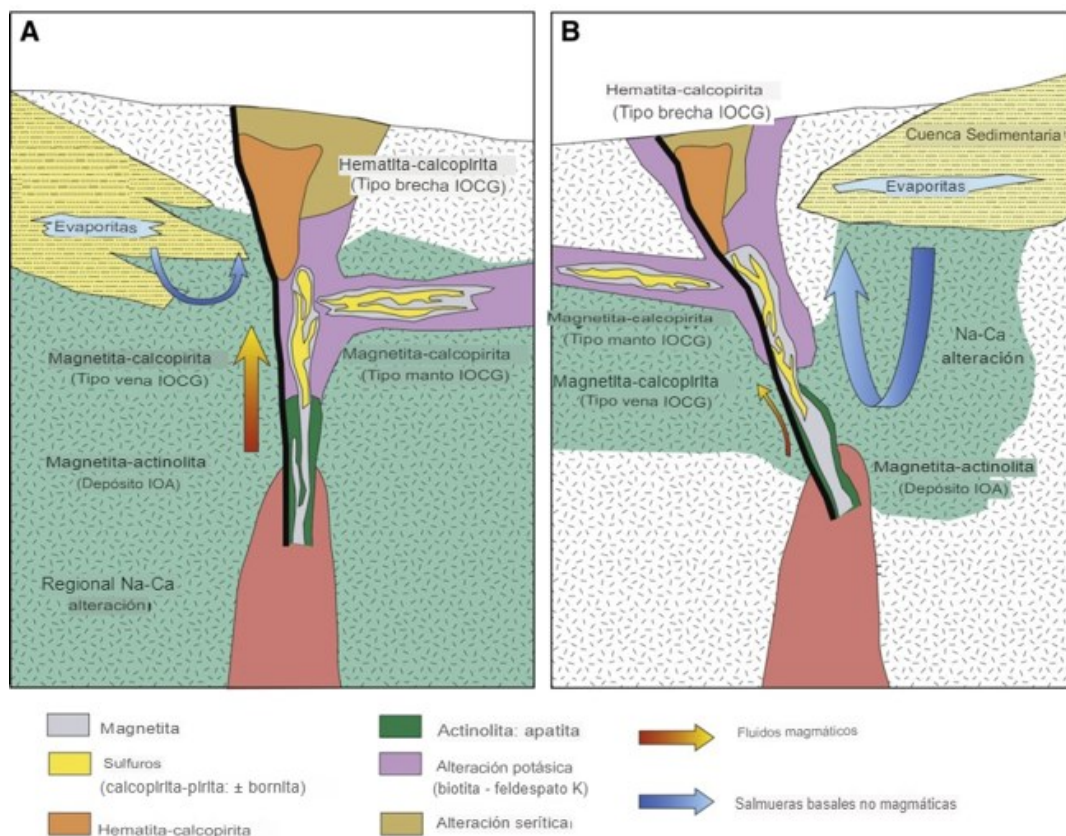 A
Hematita-calcopirita
(Tipo brecha IOCG)
Evaporitas
Magnetita-calcopirita
(Tipo vena IOCG)
Magnetita-calcopirita
(Tipo manto IOCG)
Magnetita-actinolita
(Depósito IOA)
Regional Na-Ca
alteración
B
Hematita-calcopirita
(Tipo brecha IOCG)
Cuenca Sedimentaria
Evaporitas
Magnetita-calcopirita
(Tipo manto IOCG)
Magnetita-calcopirita
(Tipo vena IOCG)
Na-Ca
alteración
Magnetita-actinolita
(Depósito IOA)
Magnetita
Sulfuros
(calcopirita-pirita: ± bornita)
Hematita-calcopirita
Actinolita: apatita
Alteración potásica
(biotita - feldespato K)
Alteración serítica
Fluidos magmáticos
Salmueras basales no magmáticas